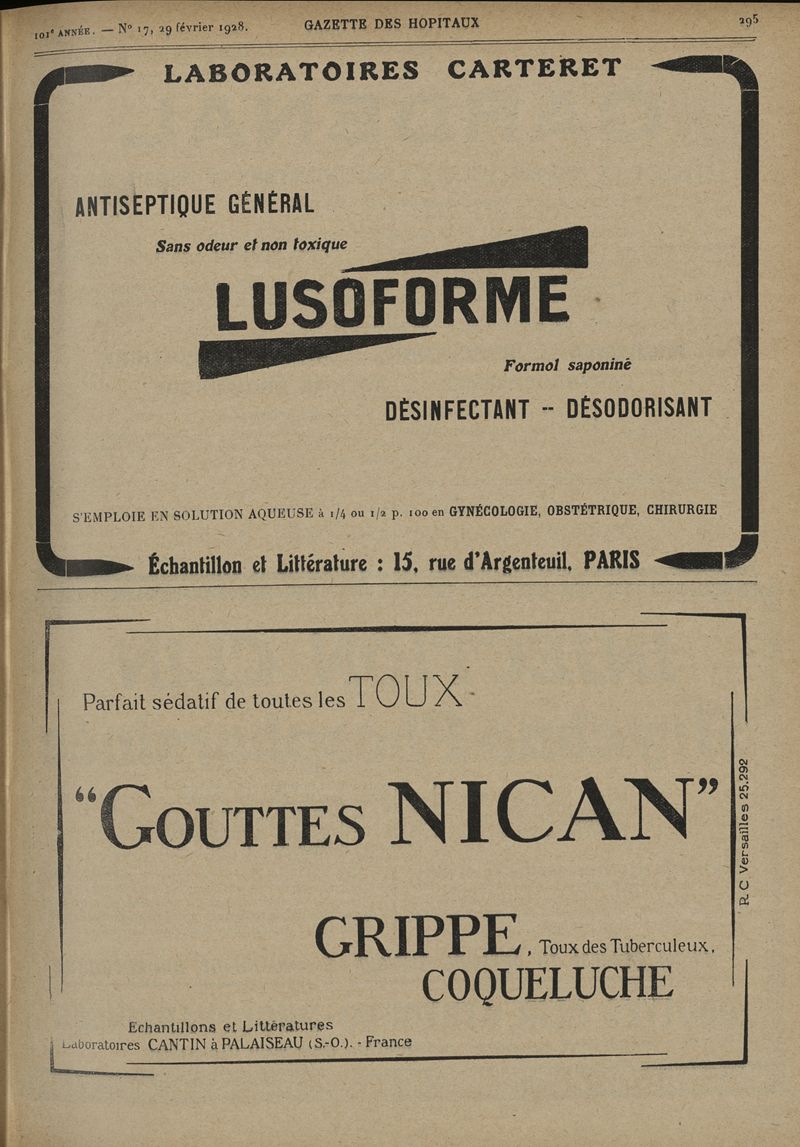 101e ANNÉE. — No 17, 29 février 1928. GAZETTE DES HOPITAUX 295
LABORATOIRES CARTERET
ANTISEPTIQUE GÉNÉRAL
Sans odeur et non toxique
LUSOFORME
Formol saponiné
DÉSINFECTANT -- DÉSODORISANT
S'EMPLOIE EN SOLUTION AQUEUSE à 1/4 ou 1/2 p. 100 en GYNÉCOLOGIE, OBSTÉTRIQUE, CHIRURGIE
Échantillon et Littérature : 15, rue d'Argenteuil, PARIS
Parfait sédatif de toutes les TOUX
"GOUTTES NICAN"
R.C Versailles 25.292
GRIPPE, Toux des Tuberculeux,
COQUELUCHE
Echantillons et Littératures
Laboratoires CANTIN à PALAISEAU (S.-O.). - France